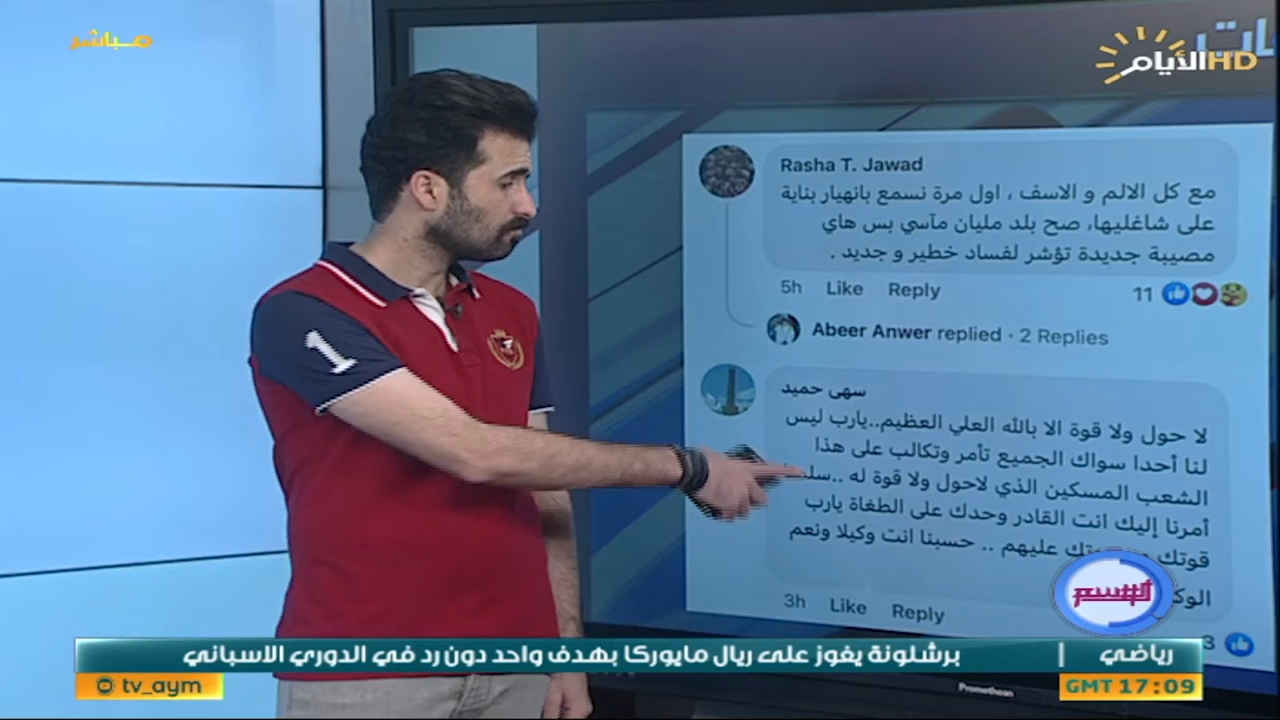 مباشر
الأيام HD
Rasha T. Jawad
مع كل الالم و الاسف ، اول مرة نسمع بانهيار بناية
على شاغليها، صح بلد مليان مآسي بس هاي
مصيبة جديدة تؤشر لفساد خطير و جديد .
5h Like Reply 11
Abeer Anwer replied · 2 Replies
سهى حميد
لا حول ولا قوة الا بالله العلي العظيم..يارب ليس
لنا أحدا سواك الجميع تأمر وتكالب على هذا
الشعب المسكين الذي لاحول ولا قوة له ..
أمرنا إليك انت القادر وحدك على الطغاة يارب
قوتك عليهم .. حسبنا انت وكيلا ونعم
3h Like Reply
3
1
رياضي | برشلونة يفوز على ريال مايوركا بهدف واحد دون رد في الدوري الاسباني
tv_aym
GMT 17:09
Promethean